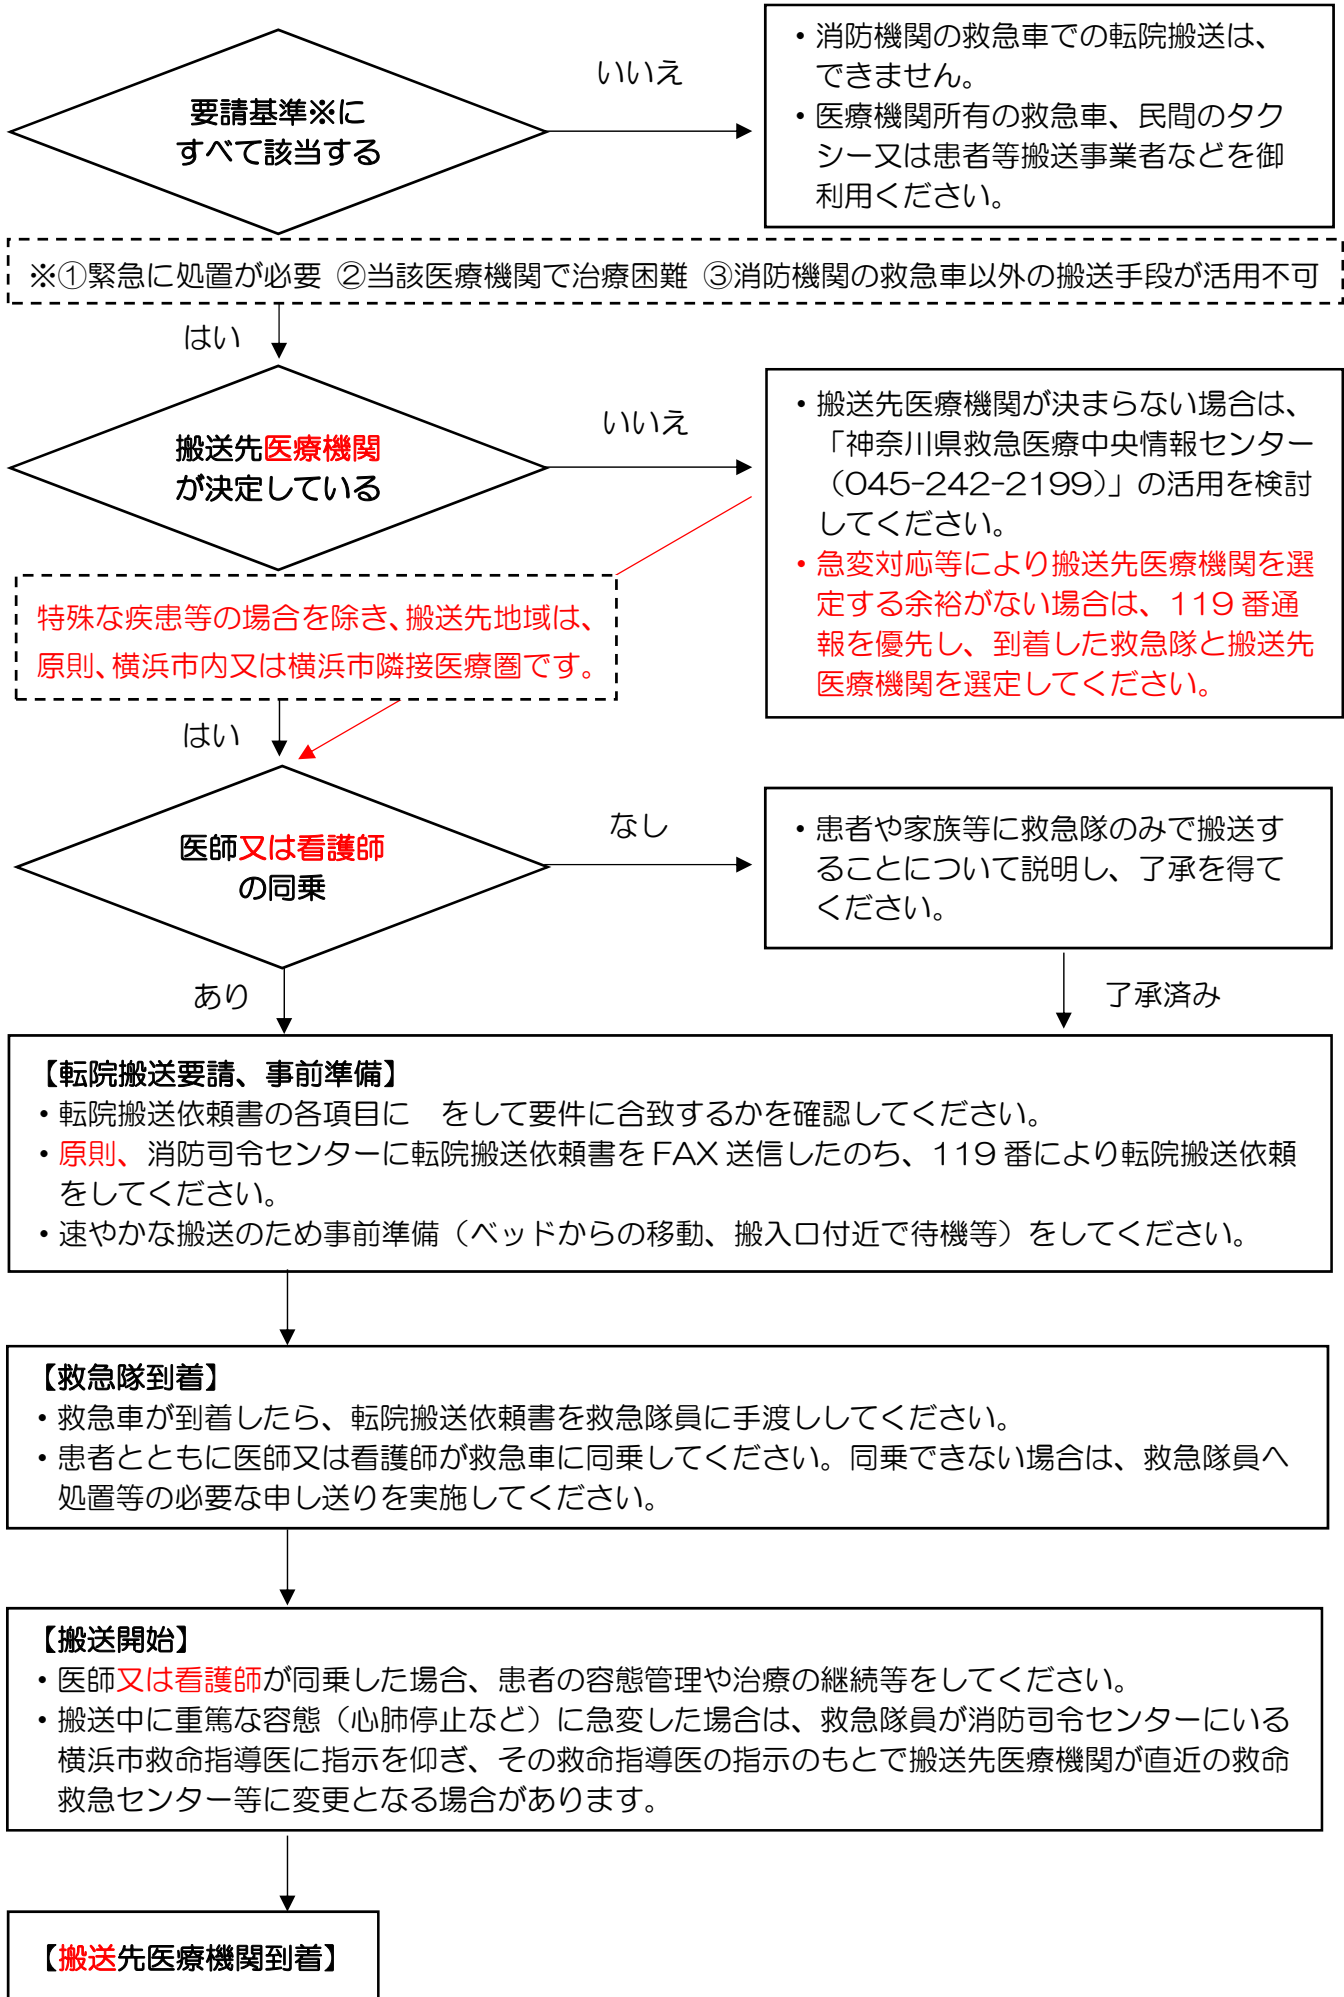 要請基準※に
すべて該当する
いいえ
・消防機関の救急車での転院搬送は、
できません。
・医療機関所有の救急車、民間のタク
シー又は患者等搬送事業者などを御
利用ください。
※①緊急に処置が必要 ②当該医療機関で治療困難 ③消防機関の救急車以外の搬送手段が活用不可
はい
搬送先医療機関
が決定している
いいえ
・搬送先医療機関が決まらない場合は、
「神奈川県救急医療中央情報センター
（045-242-2199）」の活用を検討
してください。
・急変対応等により搬送先医療機関を選
定する余裕がない場合は、119番通
報を優先し、到着した救急隊と搬送先
医療機関を選定してください。
特殊な疾患等の場合を除き、搬送先地域は、
原則、横浜市内又は横浜市隣接医療圏です。
はい
医師又は看護師
の同乗
なし
・患者や家族等に救急隊のみで搬送す
ることについて説明し、了承を得て
ください。
あり
了承済み
【転院搬送要請、事前準備】
・転院搬送依頼書の各項目に　をして要件に合致するかを確認してください。
・原則、消防司令センターに転院搬送依頼書をFAX送信したのち、119番により転院搬送依頼
をしてください。
・速やかな搬送のため事前準備（ベッドからの移動、搬入口付近で待機等）をしてください。
【救急隊到着】
・救急車が到着したら、転院搬送依頼書を救急隊員に手渡ししてください。
・患者とともに医師又は看護師が救急車に同乗してください。同乗できない場合は、救急隊員へ
処置等の必要な申し送りを実施してください。
【搬送開始】
・医師又は看護師が同乗した場合、患者の容態管理や治療の継続等をしてください。
・搬送中に重篤な容態（心肺停止など）に急変した場合は、救急隊員が消防司令センターにいる
横浜市救命指導医に指示を仰ぎ、その救命指導医の指示のもとで搬送先医療機関が直近の救命
救急センター等に変更となる場合があります。
【搬送先医療機関到着】